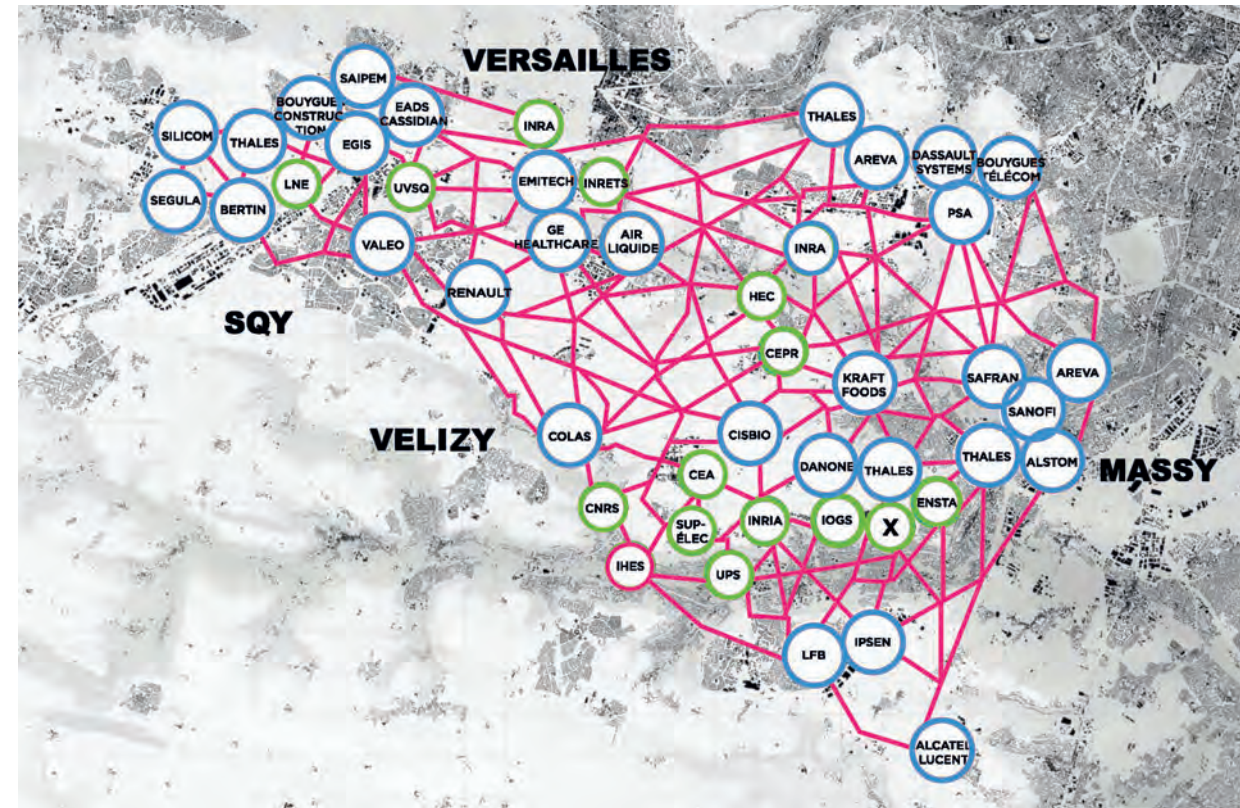 VERSAILLES
SAIPEM
BOUYGUE
CONSTRUC
TION
EADS
CASSIDIAN
INRA
THALES
SILICOM
THALES
EGIS
AREVA
DASSAULT
SYSTEMS
BOUYGUES
TÉLÉCOM
LNE
UVSQ
EMITECH
INRETS
SEGULA
BERTIN
PSA
VALEO
GE
HEALTHCARE
AIR
LIQUIDE
INRA
RENAULT
HEC
SQY
CEPR
KRAFT
FOODS
SAFRAN
AREVA
SANOFI
VELIZY
COLAS
CISBIO
DANONE
THALES
THALES
ALSTOM
MASSY
CEA
CNRS
SUP-
ÉLEC
INRIA
IOGS
X
ENSTA
IHES
UPS
LFB
IPSEN
ALCATEL
LUCENT